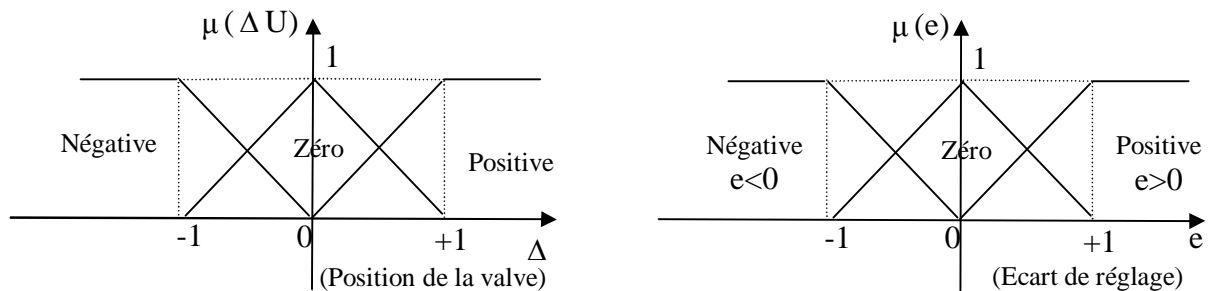 μ ( Δ U)
1
Négative
Zéro
Positive
-1
0
+1
Δ
(Position de la valve)
μ (e)
1
Négative
e<0
Zéro
Positive
e>0
-1
0
+1
e
(Ecart de réglage)